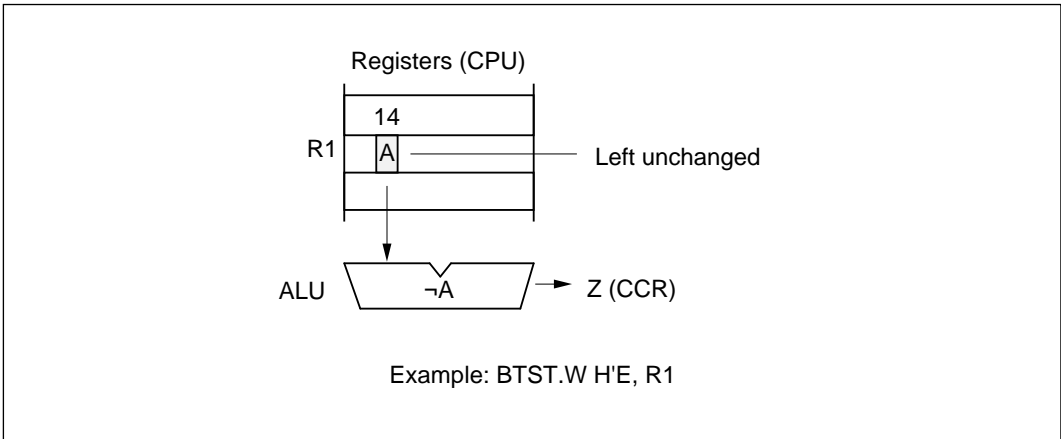 Registers (CPU)
14
R1 A Left unchanged
ALU ¬A Z (CCR)
Example: BTST.W H'E, R1